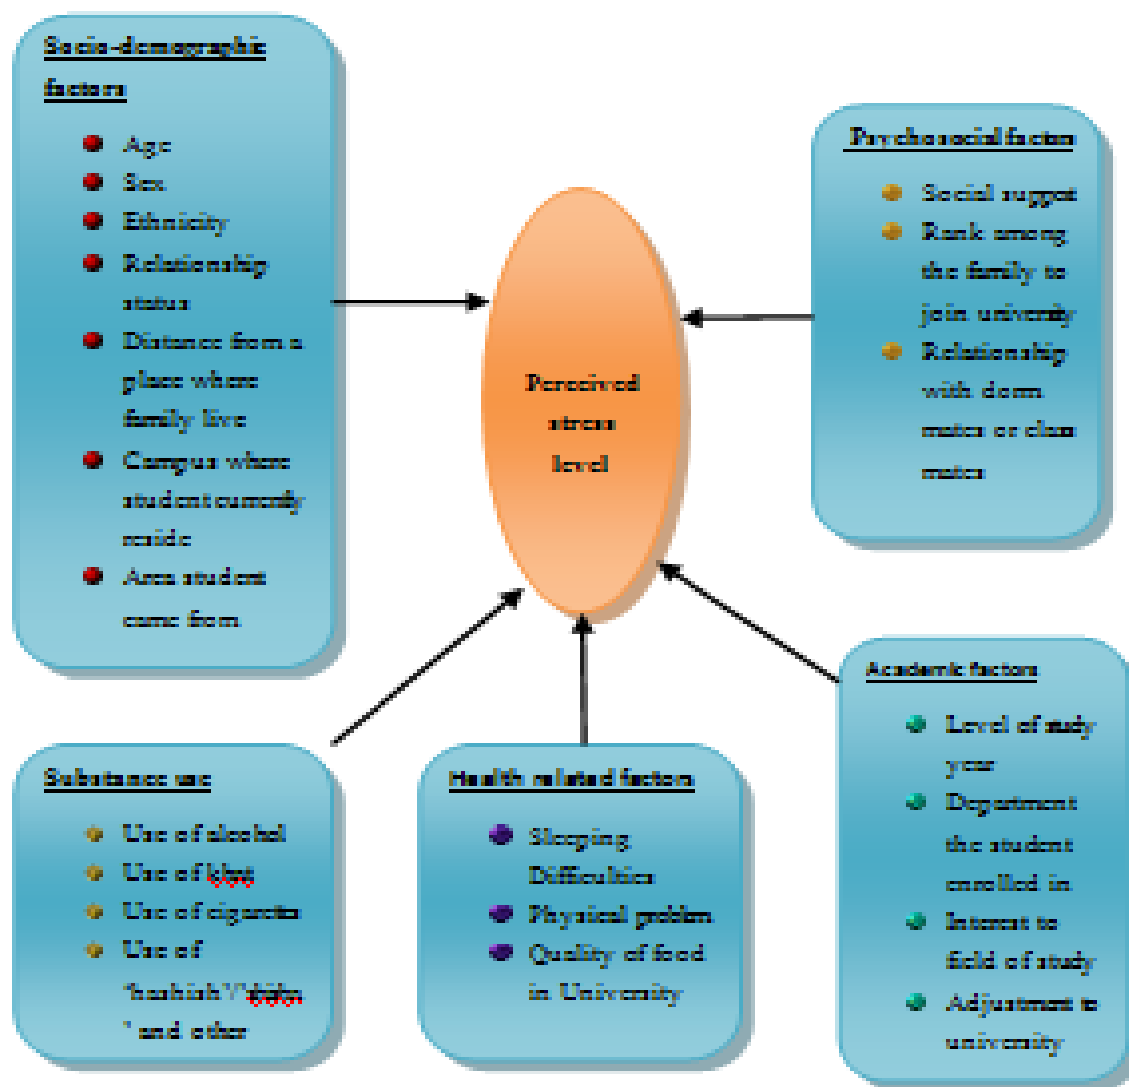 Socio-demographic
factors
Age
Sex
Ethnicity
Relationship
status
Distance from a
place where
family live
Campus where
student currently
reside
Area student
came from
Perceived
stress
level
Psychosocial factors
Social
Rank among
the family to
join university
Relationship
with dorm
mates or class
mates
Substance use
Use of alcohol
Use of khat
Use of cigarette
Use of
"hashish"/
" and other
Health related factors
Sleeping
Difficulties
Physical problem
Quality of food
in University
Academic factors
Level of study
year
Department
the student
enrolled in
Interest to
field of study
Adjustment to
university